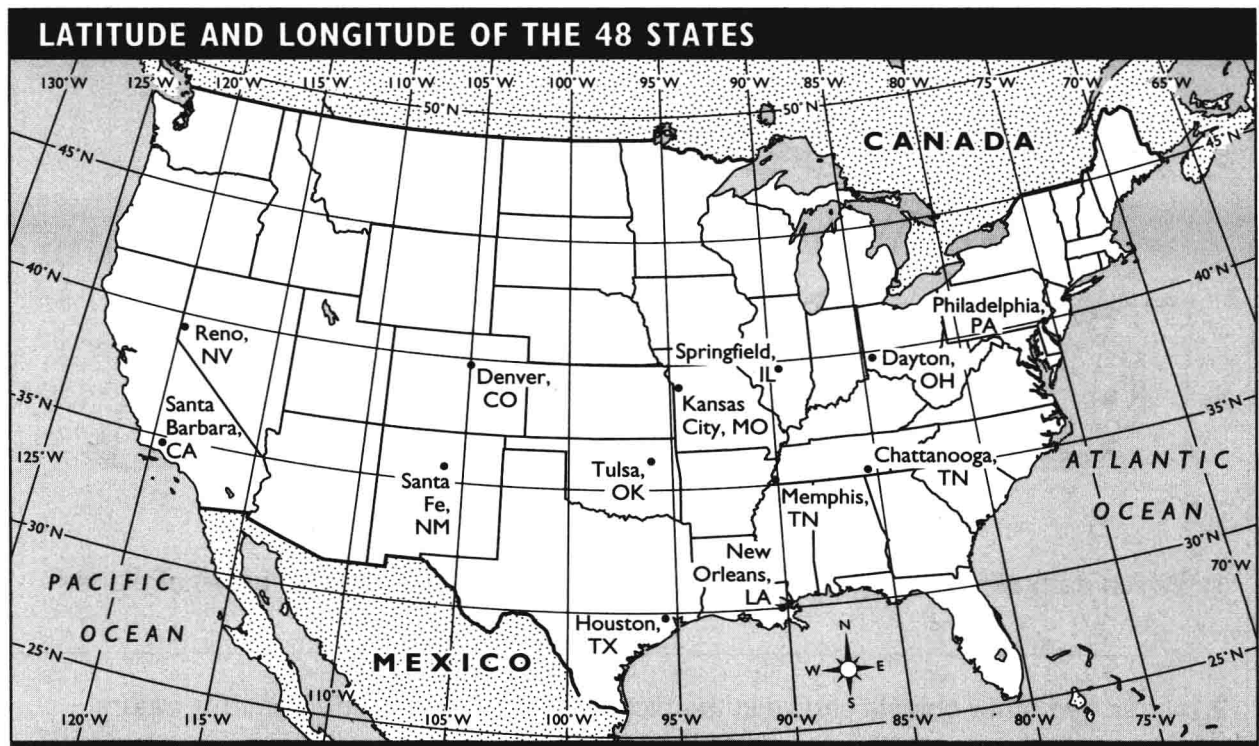 LATITUDE AND LONGITUDE OF THE 48 STATES
130°W
125°W
120°W
115°W
110°W
105°W
100°W
95°W
90°W
85°W
80°W
75°W
70°W
65°W
50°N
50°N
CANADA
45°N
45°N
40°N
40°N
Philadelphia,
PA
Reno,
NV
Springfield,
IL
Dayton,
OH
Denver,
CO
Kansas
City, MO
35°N
35°N
Santa
Barbara,
CA
125°W
Chattanooga,
TN
ATLANTIC
OCEAN
Tulsa,
OK
Santa
Fe,
NM
Memphis,
TN
30°N
30°N
70°W
New
Orleans,
LA
PACIFIC
OCEAN
Houston,
TX
N
W
E
S
25°N
25°N
MEXICO
110°W
120°W
115°W
105°W
100°W
95°W
90°W
85°W
80°W
75°W